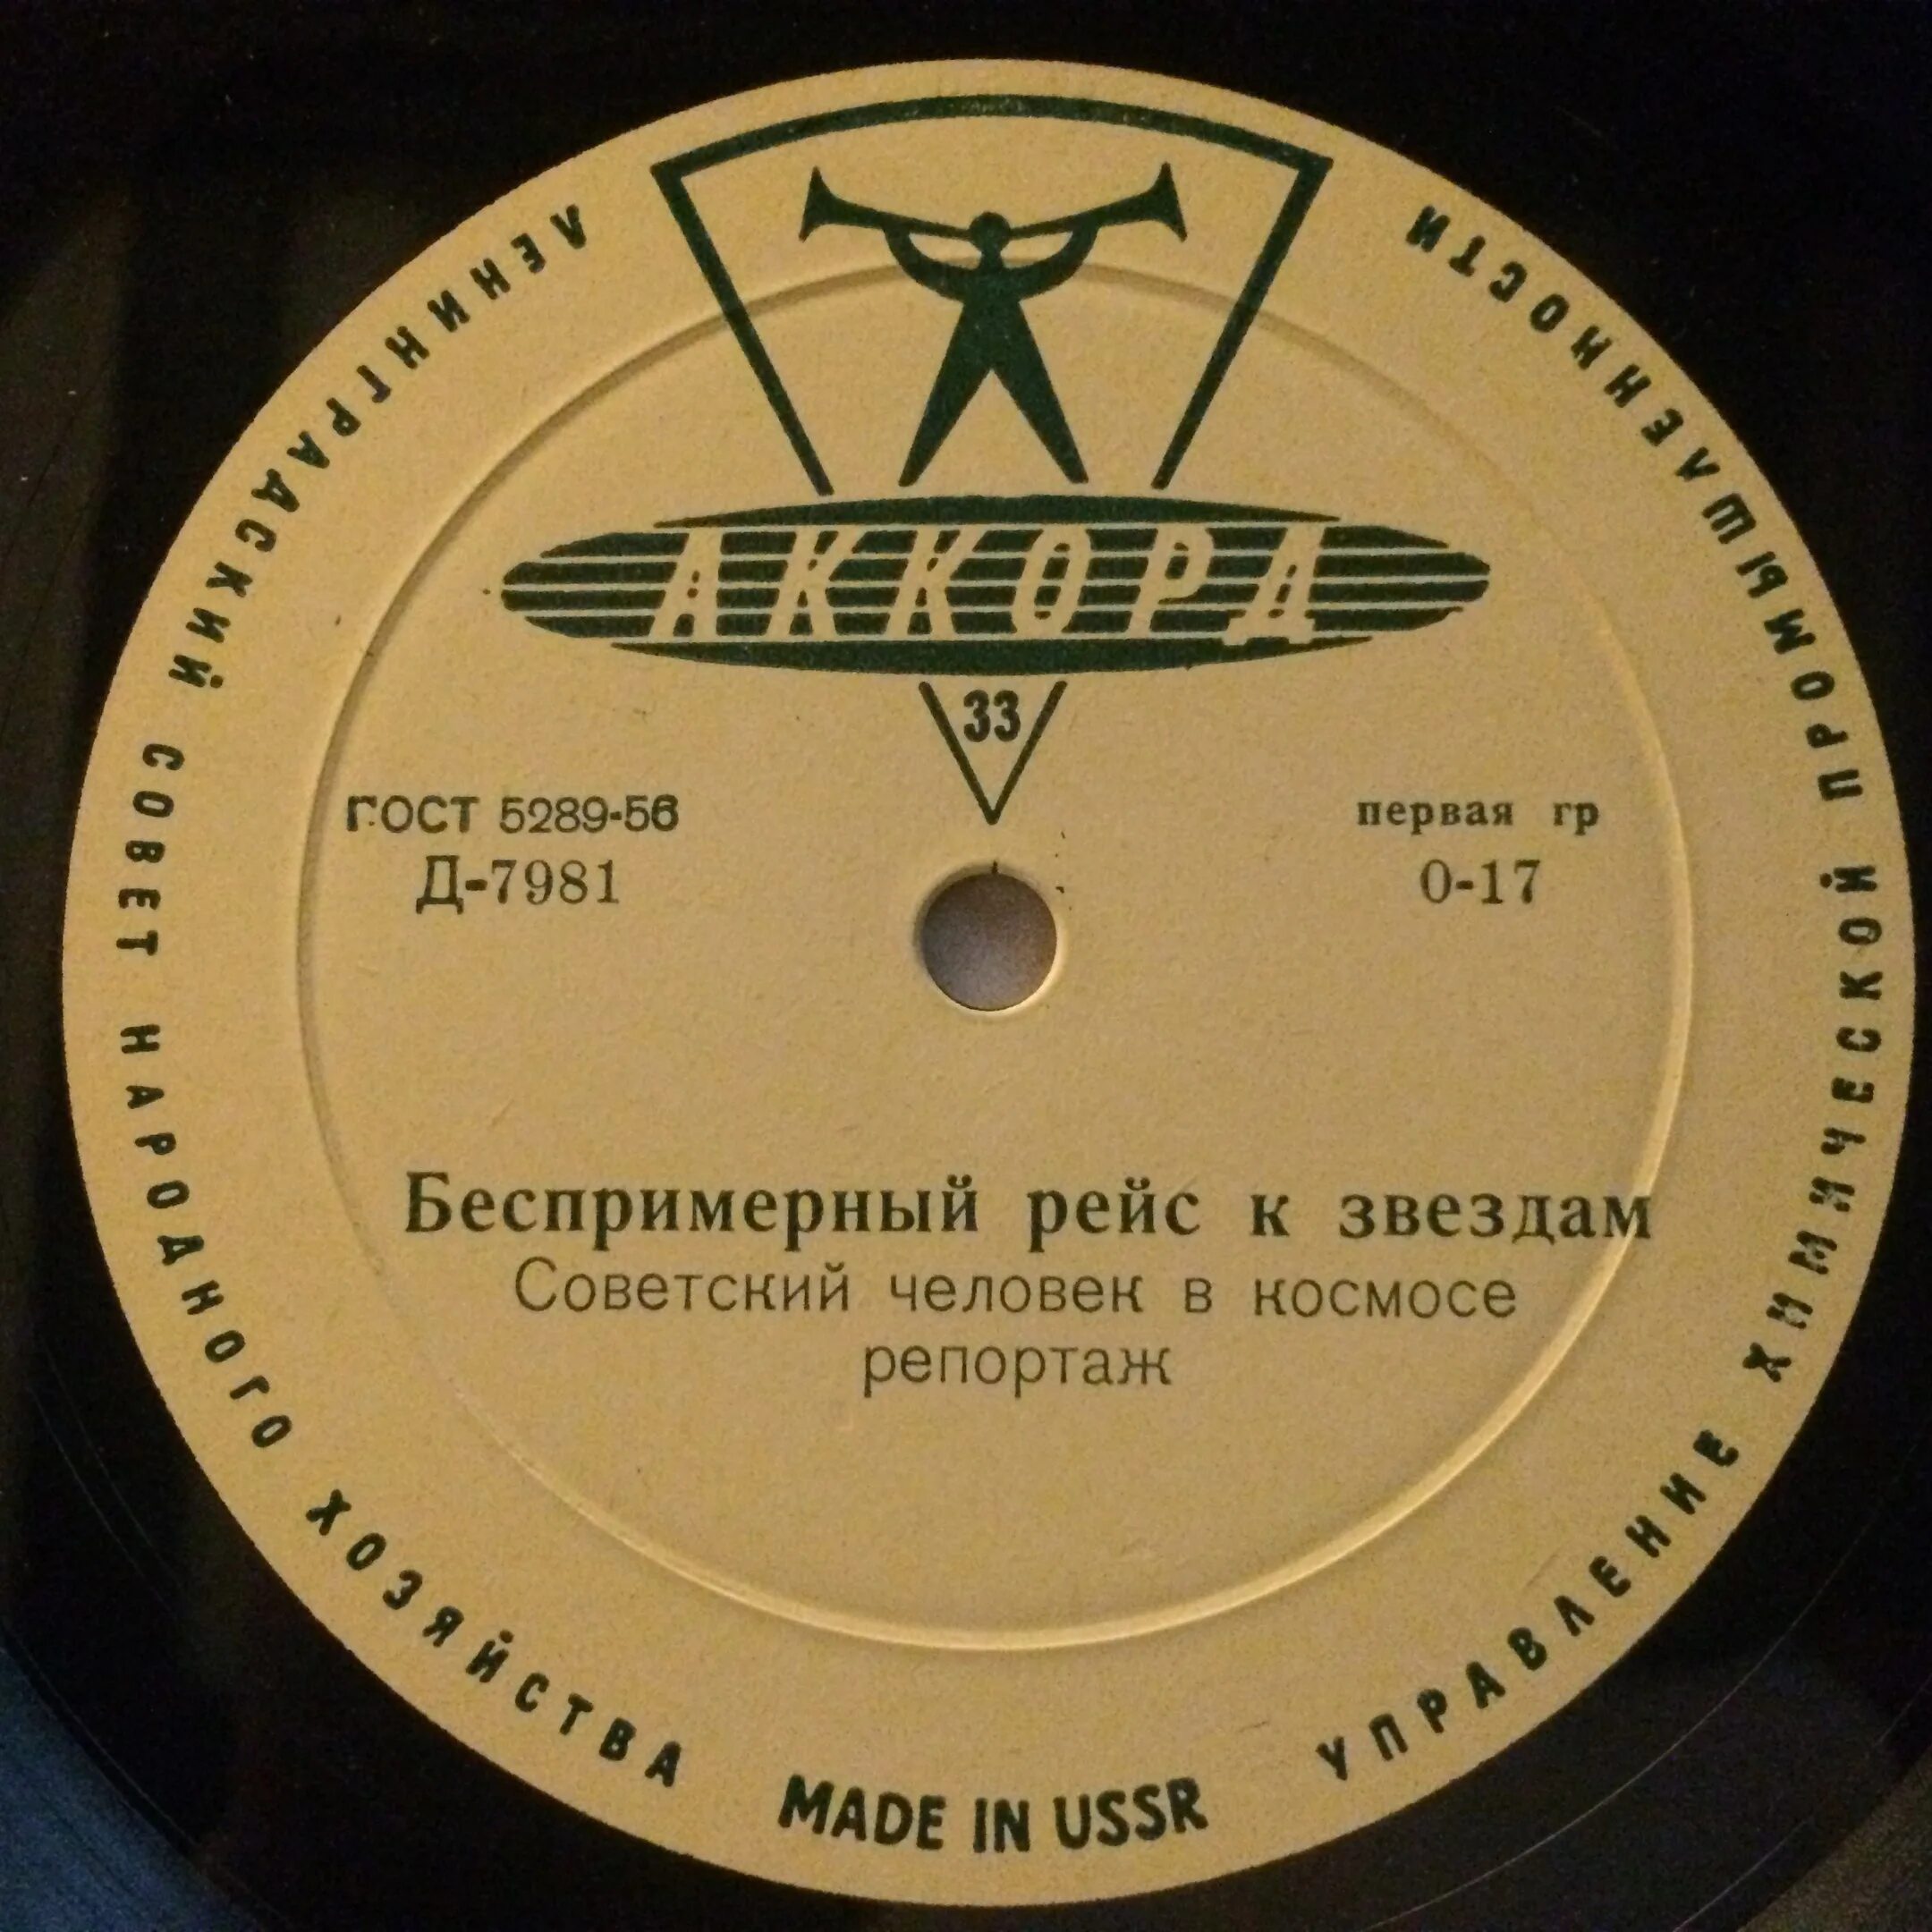 ЛЕНИНГРАДСКИЙ СОВЕТ НАРОДНОГО ХОЗЯЙСТВА
MADE IN USSR
УПРАВЛЕНИЕ ХИМИЧЕСКОЙ ПРОМЫШЛЕННОСТИ
АККОРД
33
ГОСТ 5289-56
первая гр
Д-7981
0-17
Беспримерный рейс к звездам
Советский человек в космосе
репортаж